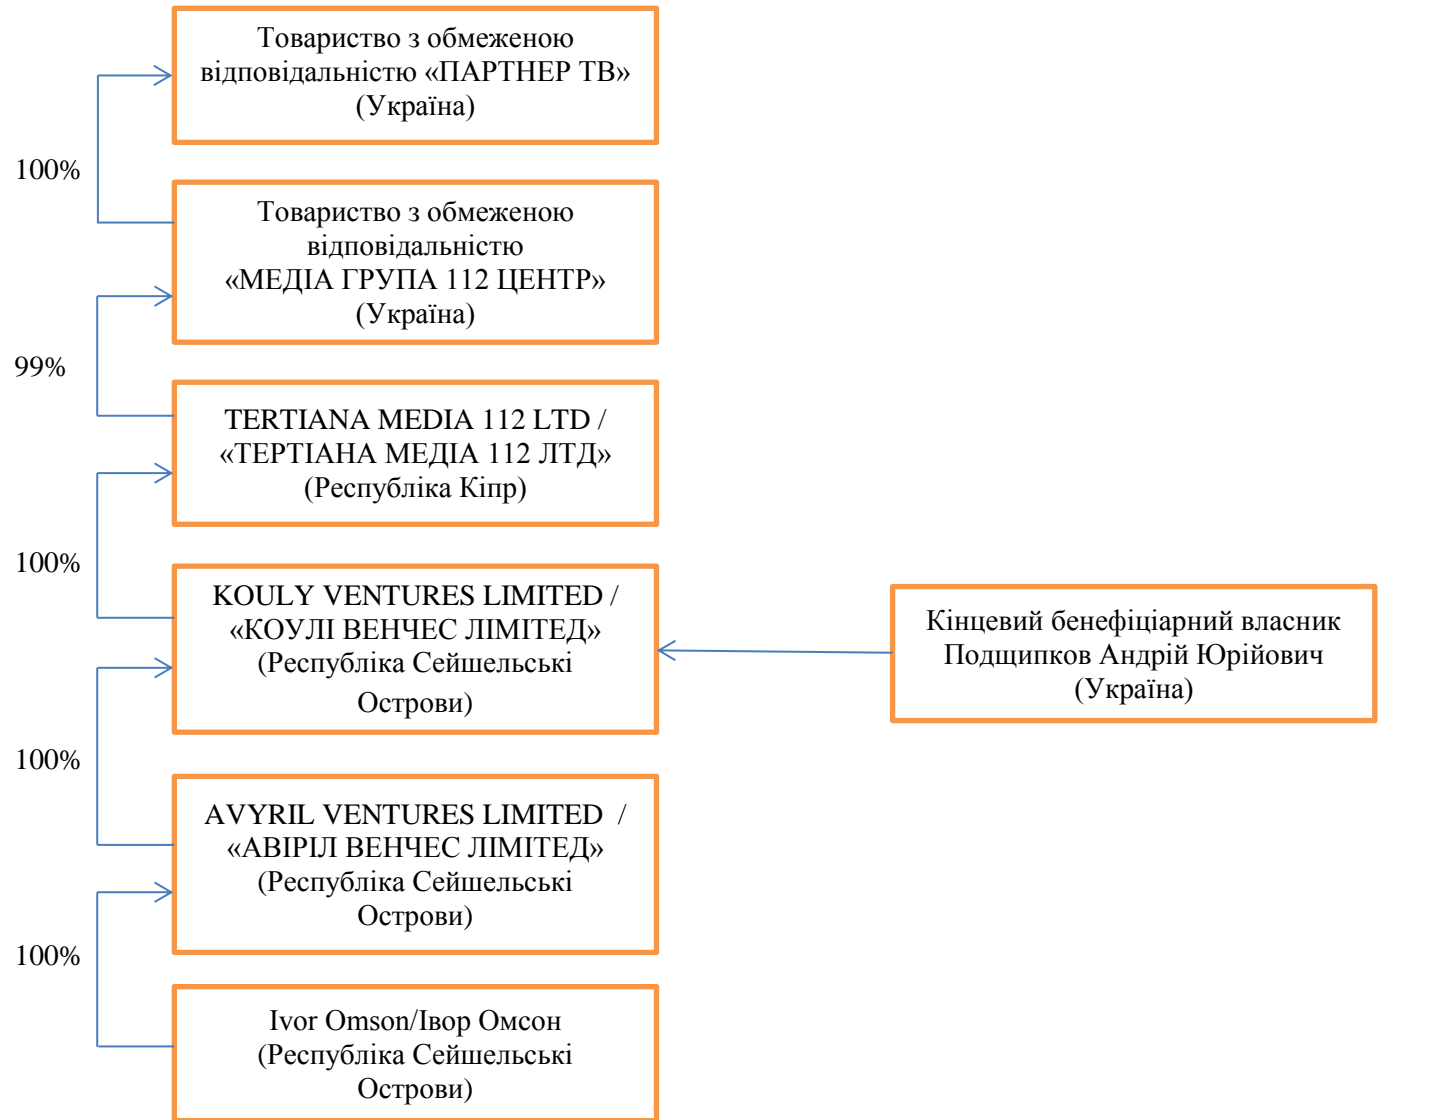 Товариство з обмеженою
відповідальністю «ПАРТНЕР ТВ»
(Україна)
100%
Товариство з обмеженою
відповідальністю
«МЕДІА ГРУПА 112 ЦЕНТР»
(Україна)
99%
TERTIANA MEDIA 112 LTD /
«ТЕРТІАНА МЕДІА 112 ЛТД»
(Республіка Кіпр)
100%
KOULY VENTURES LIMITED /
«КОУЛІ ВЕНЧЕС ЛІМІТЕД»
(Республіка Сейшельські
Острови)
Кінцевий бенефіціарний власник
Подщипков Андрій Юрійович
(Україна)
100%
AVYRIL VENTURES LIMITED /
«АВІРІЛ ВЕНЧЕС ЛІМІТЕД»
(Республіка Сейшельські
Острови)
100%
Ivor Omson/Івор Омсон
(Республіка Сейшельські
Острови)